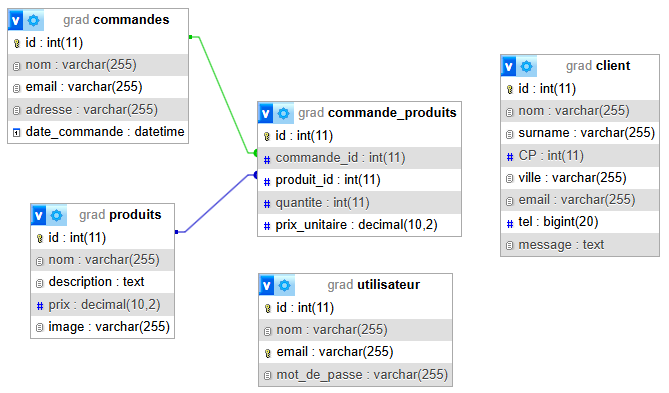 v grad commandes
id : int(11)
nom : varchar(255)
email : varchar(255)
adresse : varchar(255)
date_commande : datetime
v grad commande_produits
id : int(11)
# commande_id : int(11)
# produit_id : int(11)
# quantite : int(11)
# prix_unitaire : decimal(10,2)
v grad client
id : int(11)
nom : varchar(255)
surname : varchar(255)
# CP : int(11)
ville : varchar(255)
email : varchar(255)
# tel : bigint(20)
message : text
v grad produits
id : int(11)
nom : varchar(255)
description : text
# prix : decimal(10,2)
image : varchar(255)
v grad utilisateur
id : int(11)
nom : varchar(255)
email : varchar(255)
mot_de_passe : varchar(255)